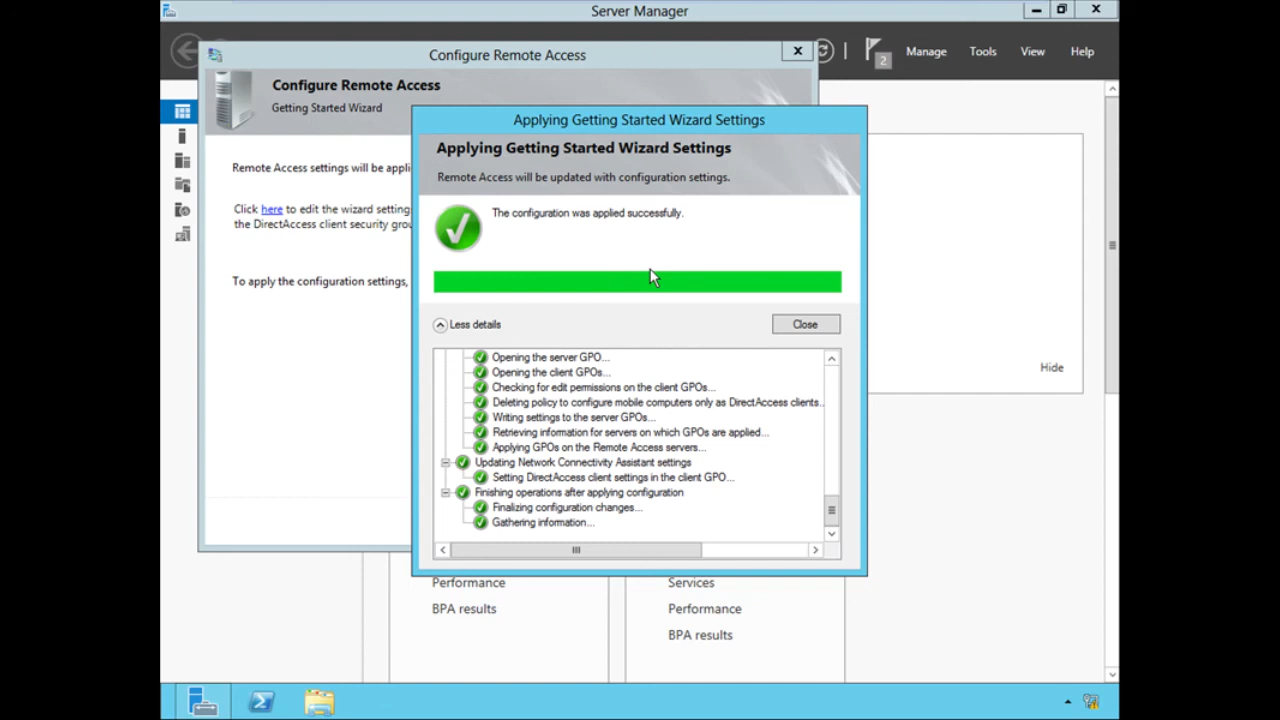 Server Manager
2
Manage
Tools
View
Help
Configure Remote Access
Configure Remote Access
Getting Started Wizard
Remote Access settings will be appli
Click here to edit the wizard setting
the DirectAccess client security grou
To apply the configuration settings,
Applying Getting Started Wizard Settings
Applying Getting Started Wizard Settings
Remote Access will be updated with configuration settings.
The configuration was applied successfully.
Less details
Close
Opening the server GPO...
Opening the client GPOs...
Checking for edit permissions on the client GPOs...
Deleting policy to configure mobile computers only as DirectAccess clients..
Writing settings to the server GPOs...
Retrieving information for servers on which GPOs are applied...
Applying GPOs on the Remote Access servers...
Updating Network Connectivity Assistant settings
Setting DirectAccess client settings in the client GPO...
Finishing operations after applying configuration
Finalizing configuration changes...
Gathering information...
Hide
Performance
BPA results
Services
Performance
BPA results